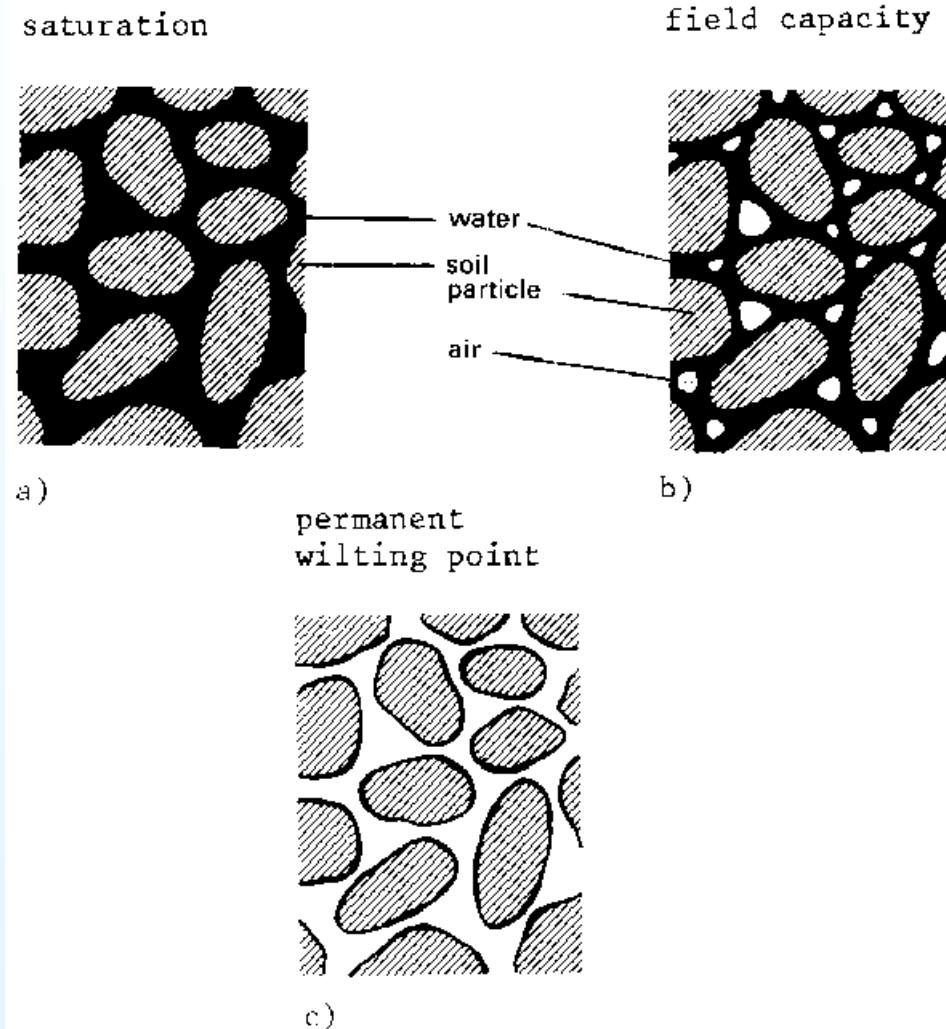 saturation
field capacity
water
soil
particle
air
a)
b)
permanent
wilting point
c)